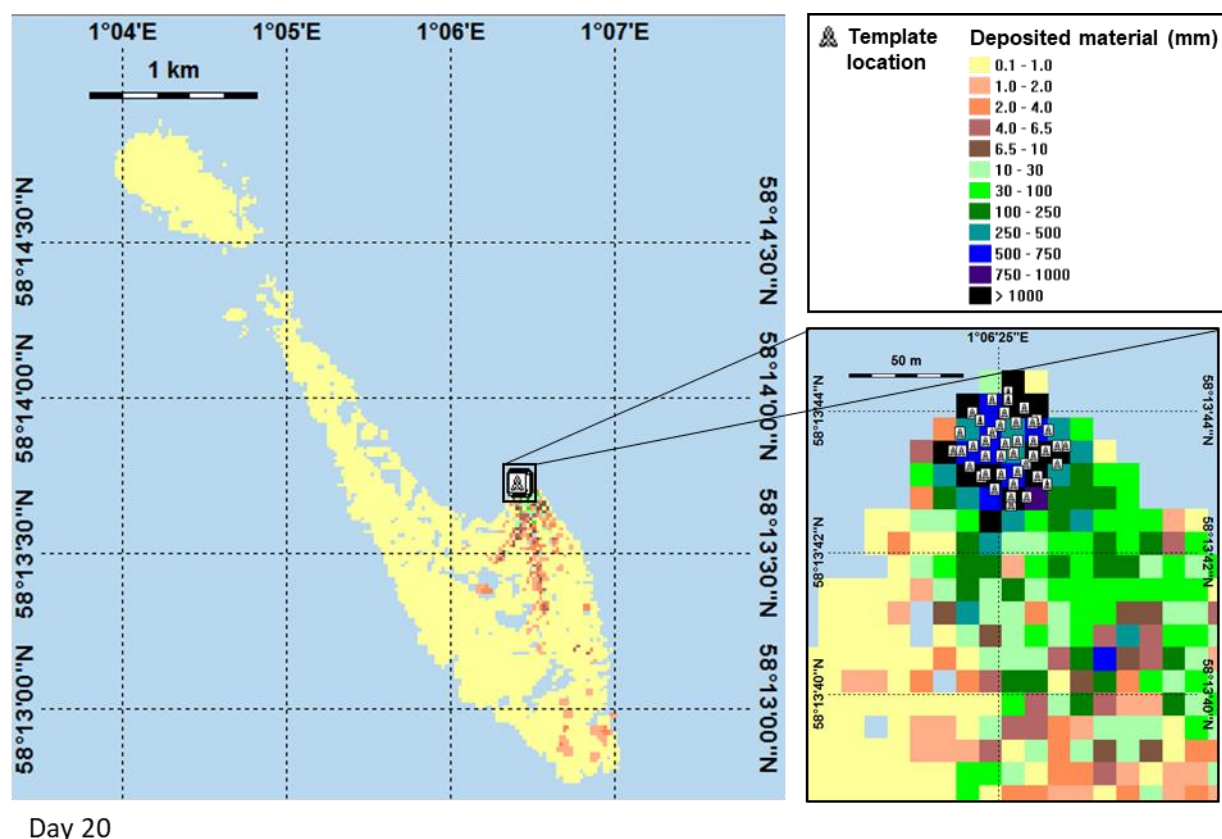 1°04'E 1°05'E 1°06'E 1°07'E
1 km
58°14'30"N
58°14'00"N
58°13'30"N
58°13'00"N
58°14'30"N
58°14'00"N
58°13'30"N
58°13'00"N
Template
location
Deposited material (mm)
0.1 - 1.0
1.0 - 2.0
2.0 - 4.0
4.0 - 6.5
6.5 - 10
10 - 30
30 - 100
100 - 250
250 - 500
500 - 750
750 - 1000
> 1000
1°06'25"E
50 m
58°13'44"N
58°13'42"N
58°13'40"N
58°13'44"N
58°13'42"N
58°13'40"N
Day 20